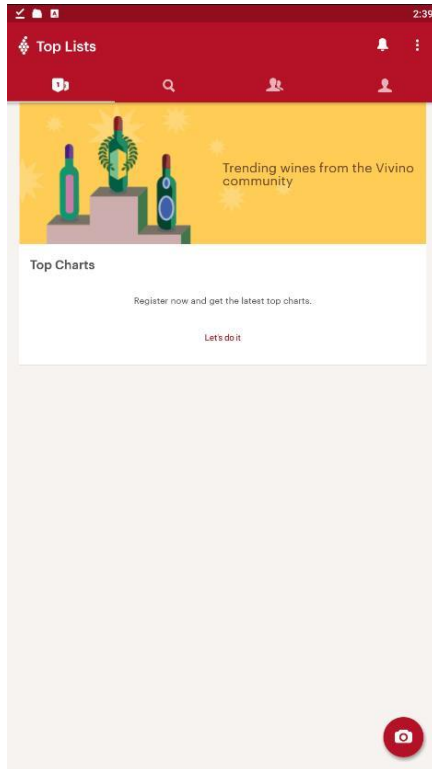 2:39
Top Lists
1
Trending wines from the Vivino
community
Top Charts
Register now and get the latest top charts.
Let's do it